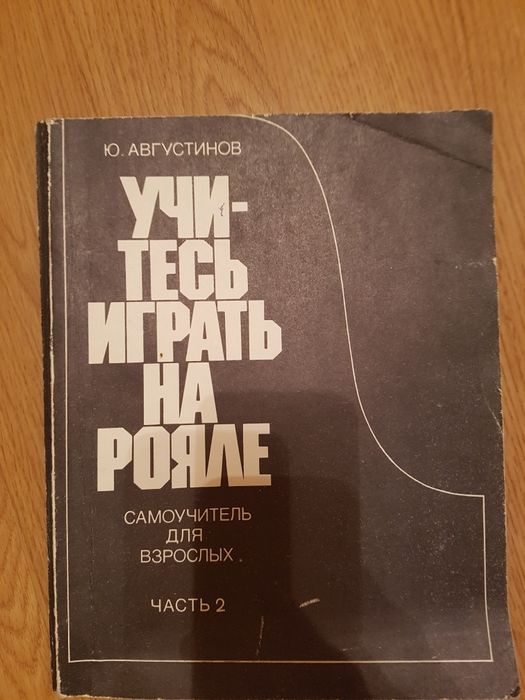 Ю. АВГУСТИНОВ
УЧИ-
ТЕСЬ
ИГРАТЬ
НА
РОЯЛЕ
САМОУЧИТЕЛЬ
ДЛЯ
ВЗРОСЛЫХ
ЧАСТЬ 2